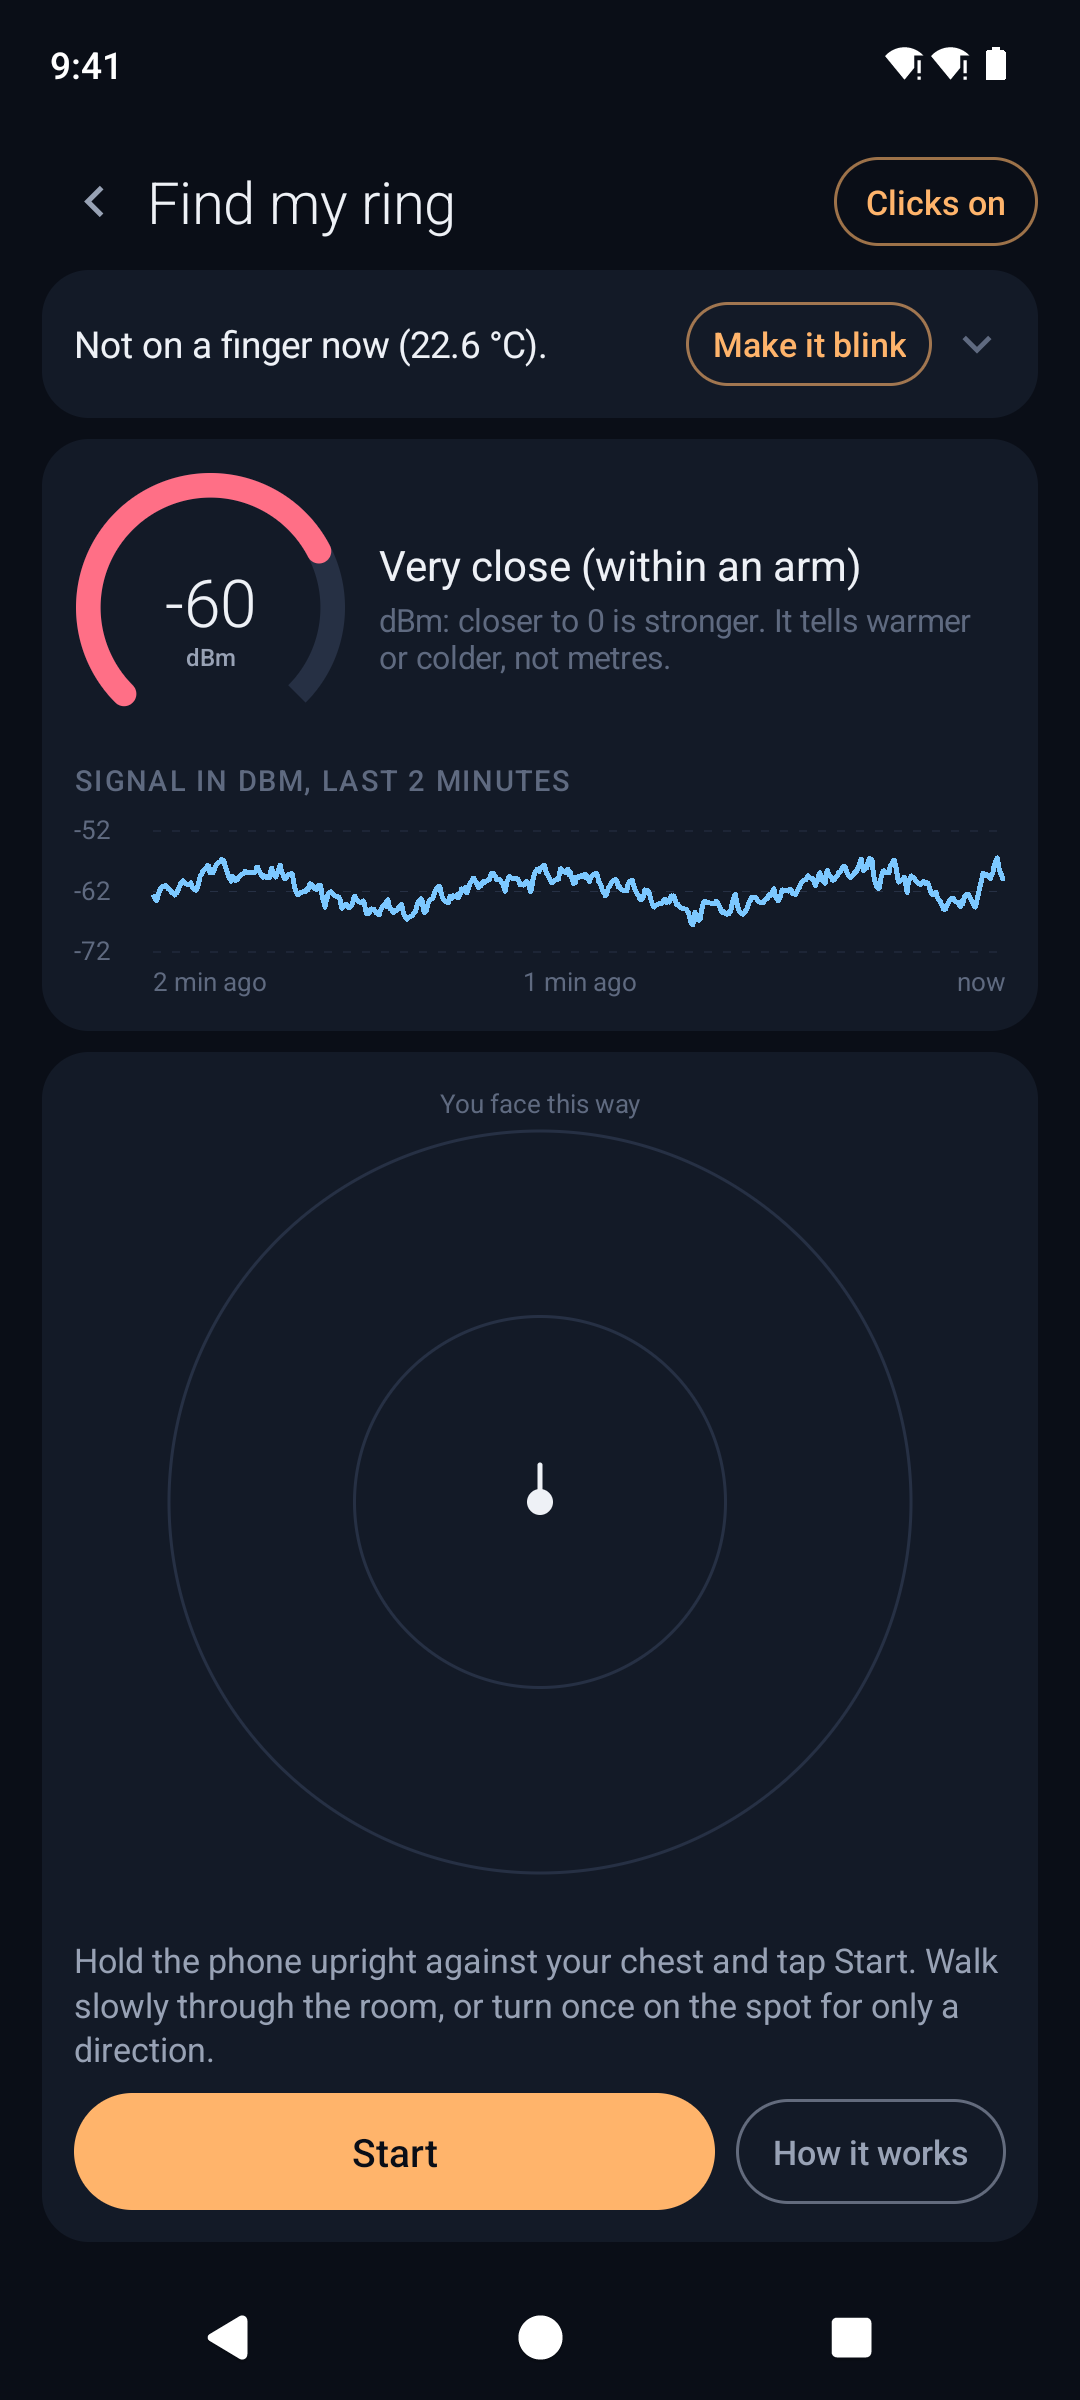 9:41
Find my ring
Clicks on
Not on a finger now (22.6 °C).
Make it blink
-60
dBm
Very close (within an arm)
dBm: closer to 0 is stronger. It tells warmer
or colder, not metres.
SIGNAL IN DBM, LAST 2 MINUTES
-52
-62
-72
2 min ago
1 min ago
now
You face this way
Hold the phone upright against your chest and tap Start. Walk
slowly through the room, or turn once on the spot for only a
direction.
Start
How it works